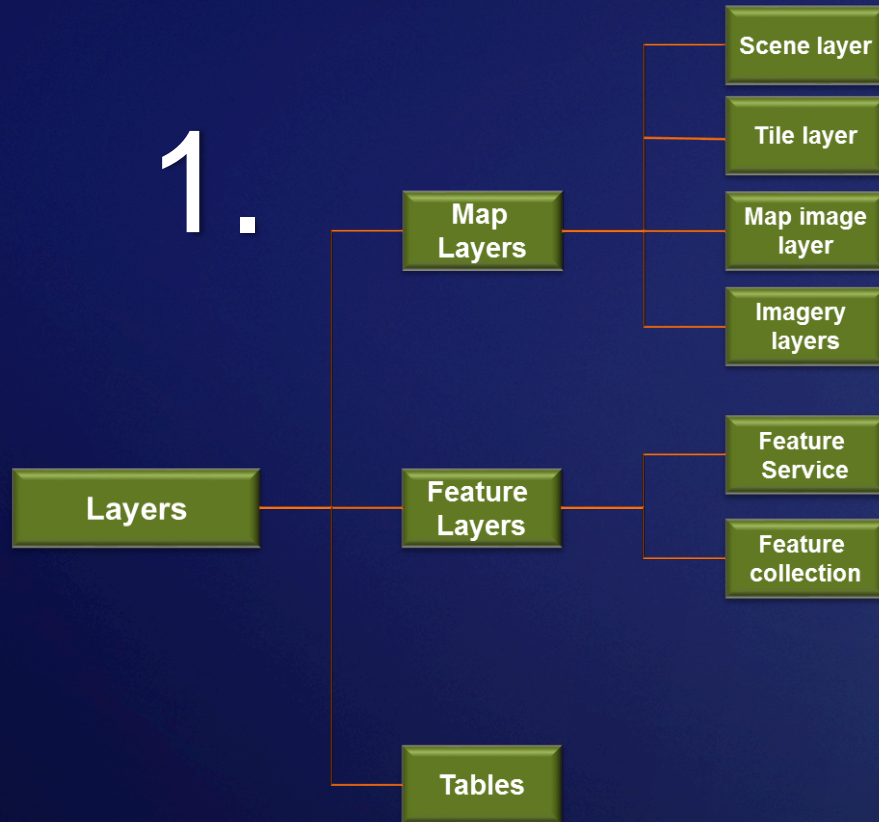 1.
Layers
Map
Layers
Scene layer
Tile layer
Map image
layer
Imagery
layers
Feature
Layers
Feature
Service
Feature
collection
Tables